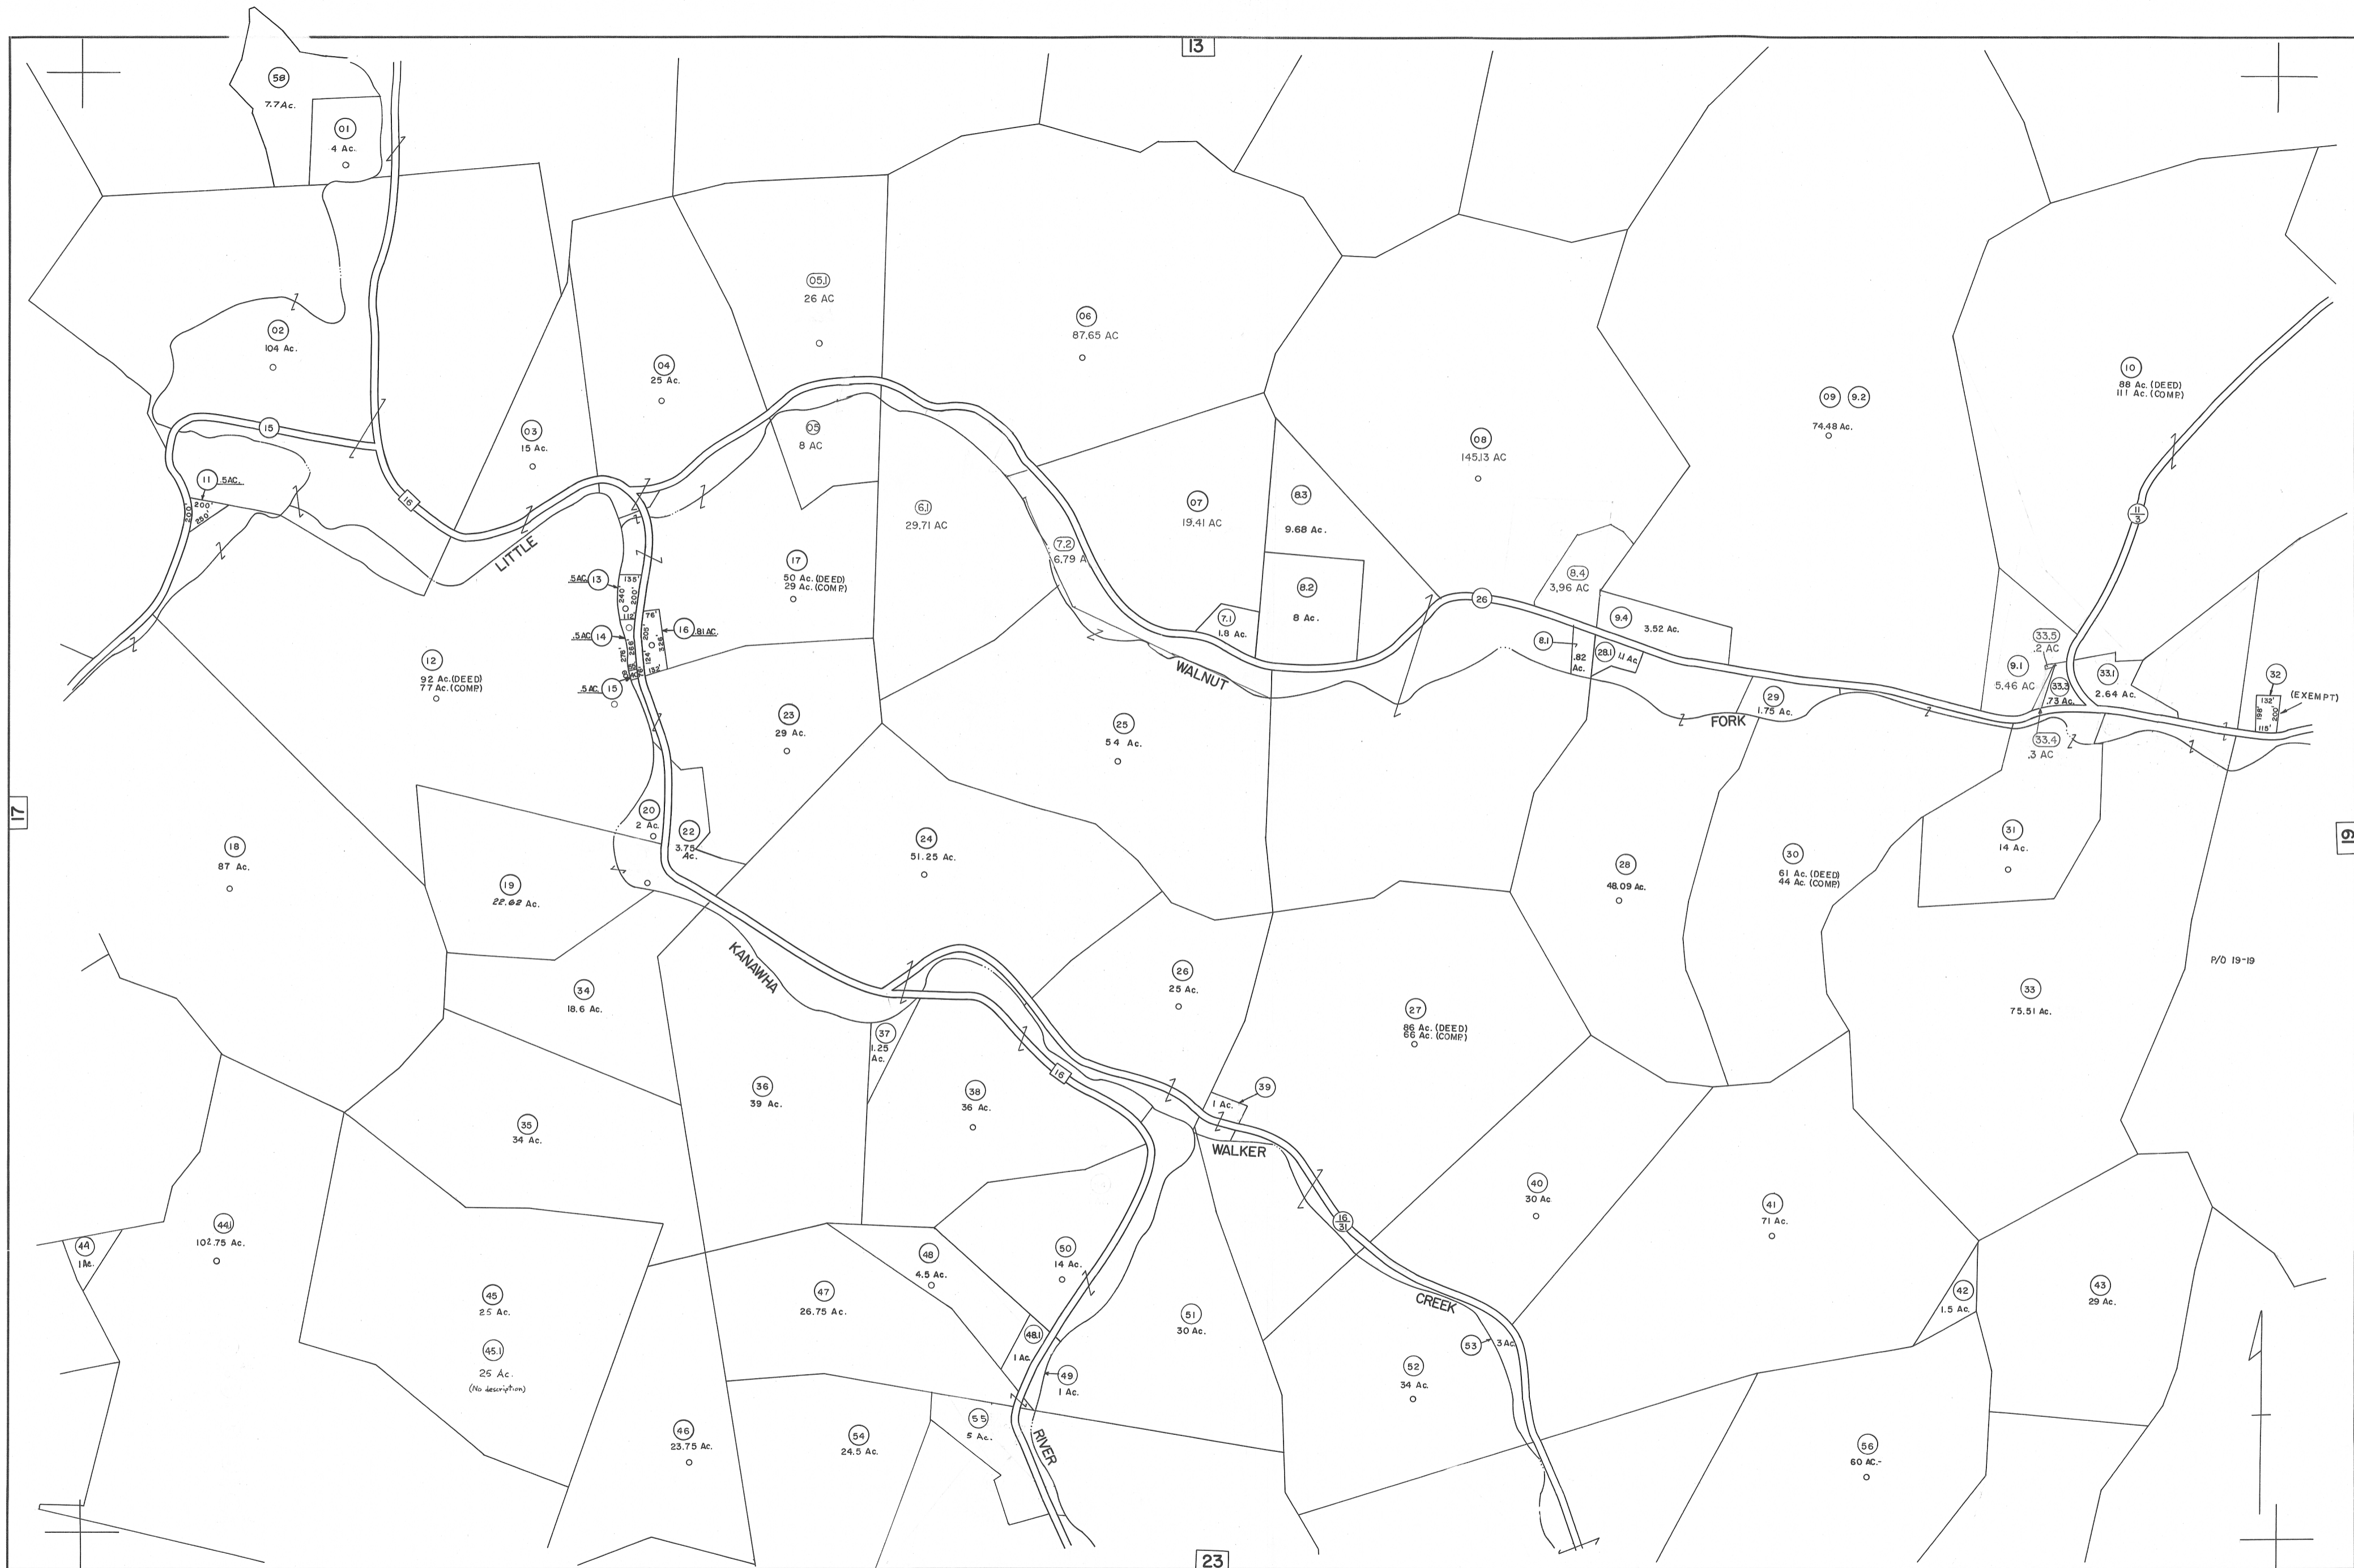 13
58
7.7 Ac.
01
4 Ac.
02
104 Ac.
15
16
11
.5AC.
200'
200'
250'
03
15 Ac.
04
25 Ac.
05.1
26 AC
05
8 AC
06
87.65 AC
6.1
29.71 AC
7.2
6.79 A
07
19.41 AC
7.1
1.8 Ac.
8.3
9.68 Ac.
8.2
8 Ac.
08
145.13 AC
8.4
3.96 AC
26
9.4
3.52 Ac.
8.1
.82
Ac.
28.1
1.1 Ac
09
9.2
74.48 Ac.
10
88 Ac. (DEED)
111 Ac. (COMP.)
11
3
33.5
.2 AC
9.1
5.46 AC
33.3
.73 Ac.
33.1
2.64 Ac.
33.4
.3 AC
32
(EXEMPT)
132'
198'
200'
115'
LITTLE
WALNUT
FORK
29
1.75 Ac.
.5AC.
13
135'
240'
200'
112'
.5AC.
14
276'
266'
76'
205'
326'
124'
132'
16
.81AC.
.5 AC.
15
17
50 Ac. (DEED)
29 Ac. (COMP.)
12
92 Ac.(DEED)
77 Ac.(COMP.)
23
29 Ac.
25
54 Ac.
17
18
87 Ac.
19
22.62 Ac.
20
2 Ac.
22
3.75
Ac.
24
51.25 Ac.
28
48.09 Ac.
30
61 Ac. (DEED)
44 Ac. (COMP.)
31
14 Ac.
19
P/O 19-19
KANAWHA
34
18.6 Ac.
26
25 Ac.
27
86 Ac. (DEED)
66 Ac. (COMP.)
33
75.51 Ac.
37
1.25
Ac.
16
36
39 Ac.
38
36 Ac.
39
1 Ac.
WALKER
35
34 Ac.
40
30 Ac
41
71 Ac.
16
31
44.1
102.75 Ac.
44
1 Ac.
45
25 Ac.
45.1
25 Ac.
(No description)
47
26.75 Ac.
48
4.5 Ac.
50
14 Ac.
48.1
1 Ac.
49
1 Ac.
51
30 Ac.
CREEK
53
3 Ac.
52
34 Ac.
42
1.5 Ac.
43
29 Ac.
46
23.75 Ac.
54
24.5 Ac.
55
5 Ac.
RIVER
56
60 AC.-
23